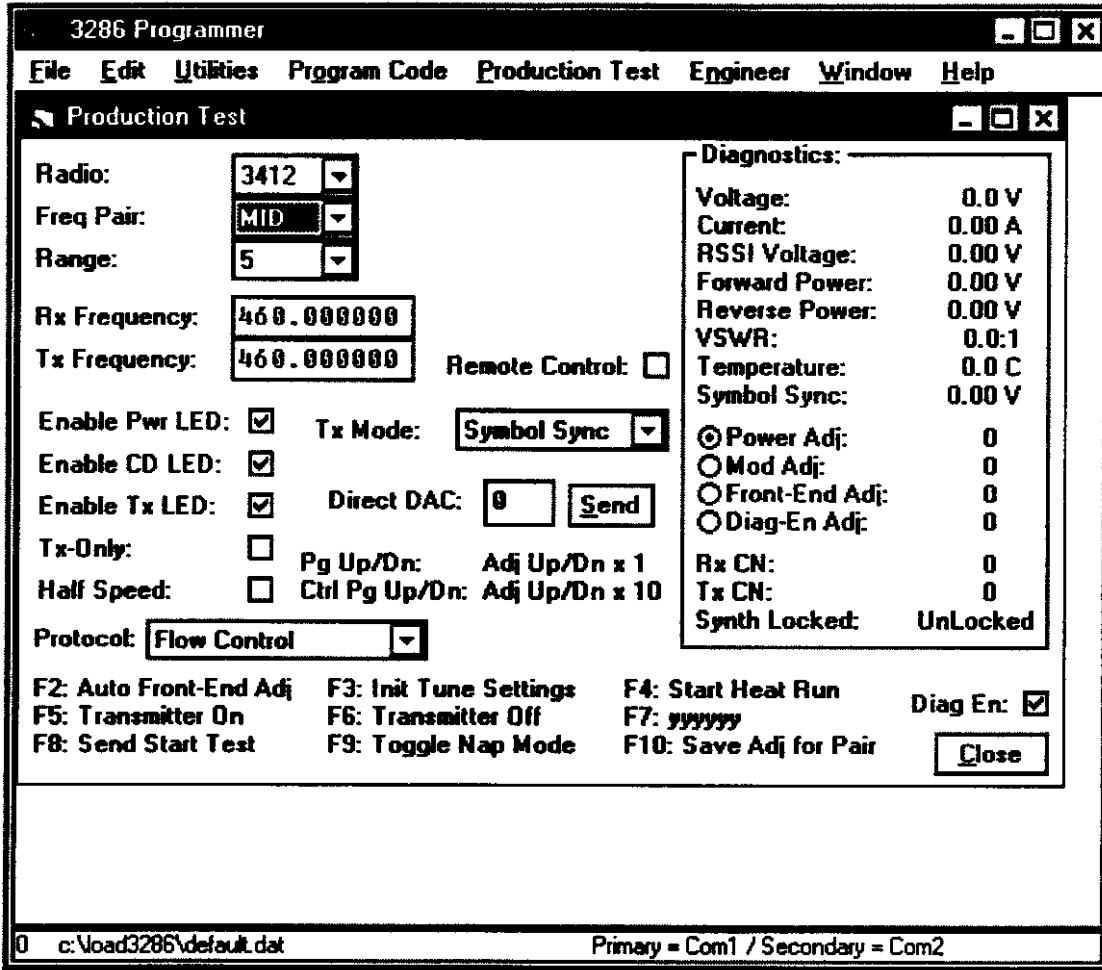 3286 Programmer
File Edit Utilities Program Code Production Test Engineer Window Help
Production Test
Radio: 3412
Freq Pair: MID
Range: 5
Rx Frequency: 460.000000
Tx Frequency: 460.000000
Remote Control:
Enable Pwr LED:
Tx Mode: Symbol Sync
Enable CD LED:
Enable Tx LED:
Direct DAC: 0 Send
Tx-Only:
Pg Up/Dn: Adj Up/Dn x 1
Half Speed:
Ctrl Pg Up/Dn: Adj Up/Dn x 10
Protocol: Flow Control
Diagnostics:
Voltage: 0.0 V
Current: 0.00 A
RSSI Voltage: 0.00 V
Forward Power: 0.00 V
Reverse Power: 0.00 V
VSWR: 0.0:1
Temperature: 0.0 C
Symbol Sync: 0.00 V
Power Adj: 0
Mod Adj: 0
Front-End Adj: 0
Diag-En Adj: 0
Rx CN: 0
Tx CN: 0
Synth Locked: UnLocked
F2: Auto Front-End Adj F3: Init Tune Settings F4: Start Heat Run
F5: Transmitter On F6: Transmitter Off F7: yyyyyy
F8: Send Start Test F9: Toggle Nap Mode F10: Save Adj for Pair
Diag En:
Close
0 c:\load3286\default.dat Primary = Com1 / Secondary = Com2